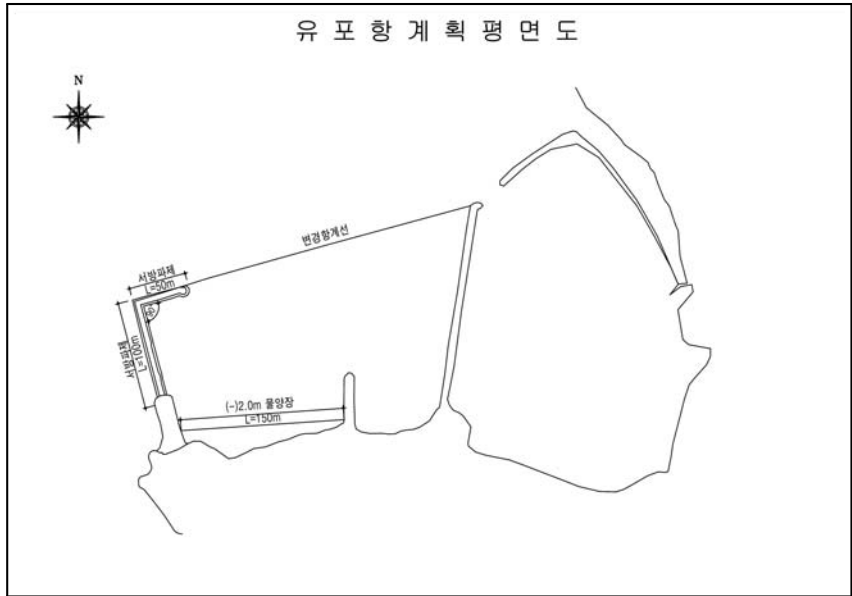 유 포 항 계 획 평 면 도
N
변경항계선
서방파제
L=50m
서방파제
L=100m
(-)2.0m 물양장
L=150m